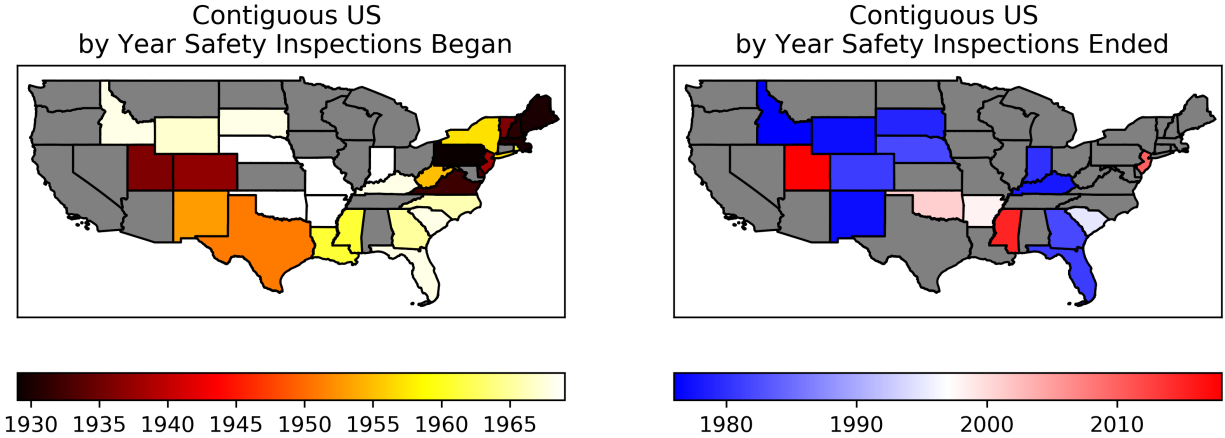 Contiguous US
by Year Safety Inspections Began
1930 1935 1940 1945 1950 1955 1960 1965
Contiguous US
by Year Safety Inspections Ended
1980 1990 2000 2010